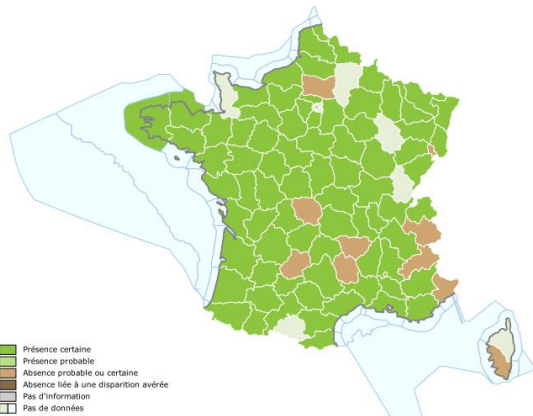 Présence certaine
Présence probable
Absence probable ou certaine
Absence liée à une disparition avérée
Pas d'information
Pas de données